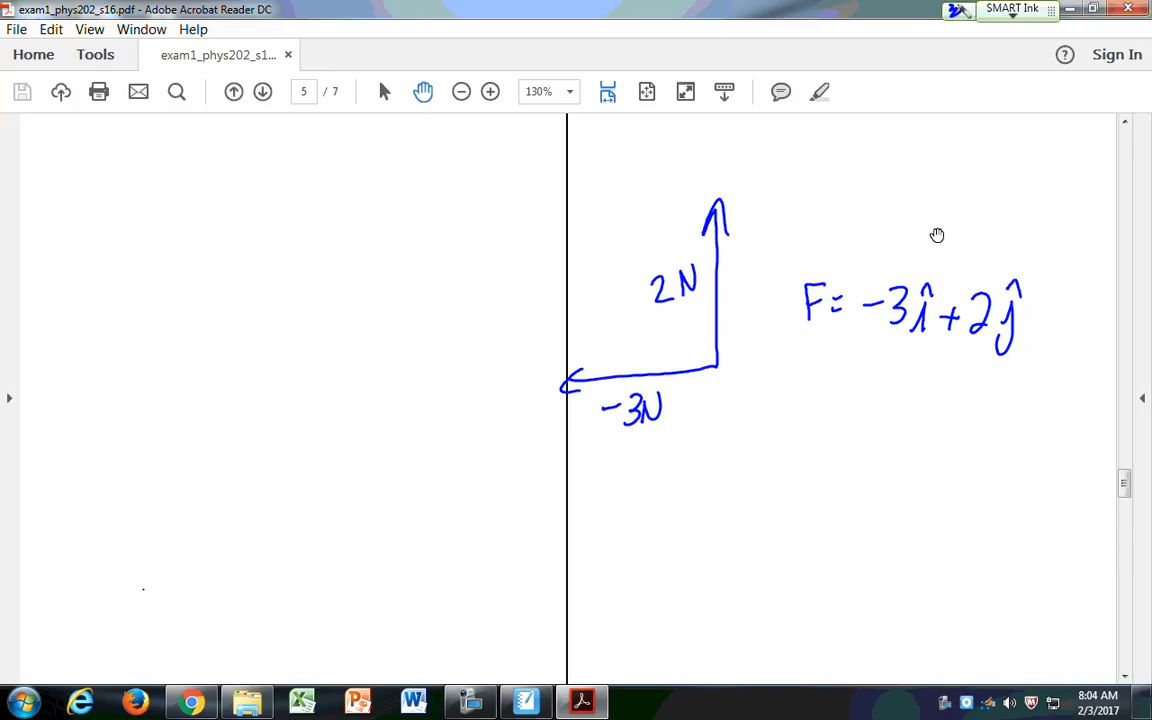 exam1_phys202_s16.pdf - Adobe Acrobat Reader DC
SMART Ink
File Edit View Window Help
Home Tools exam1_phys202_s1... × ? Sign In
5 / 7 130%
2N
F = -3î + 2ĵ
-3N
8:04 AM
2/3/2017